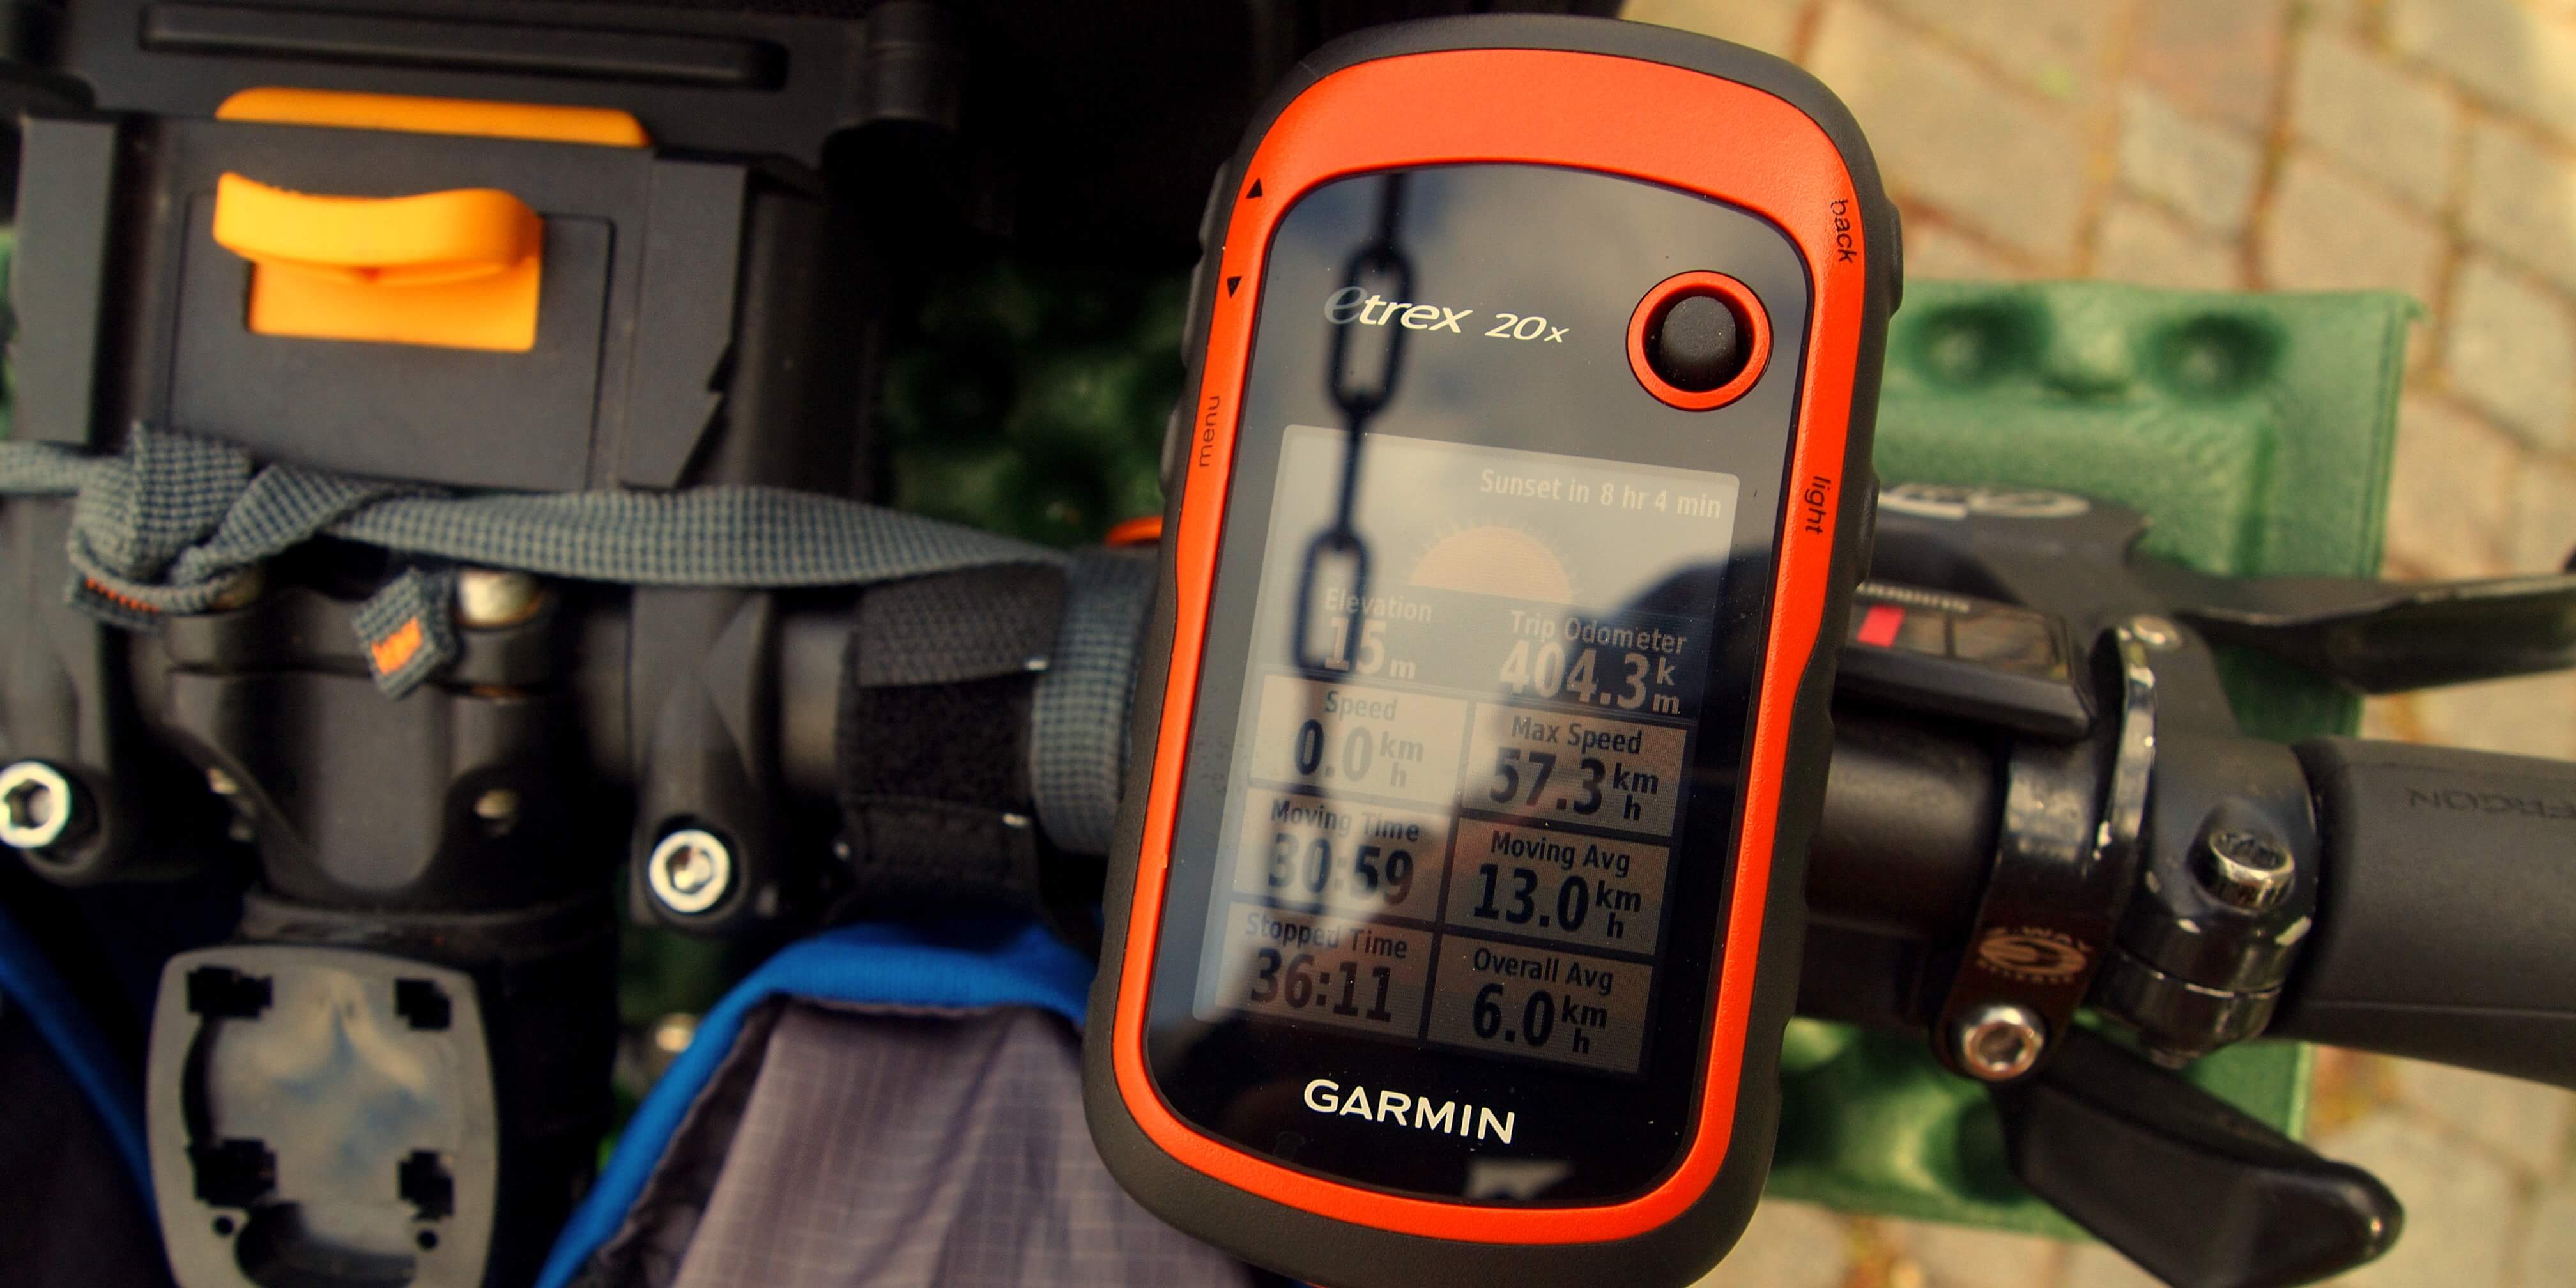 back
etrex 20x
menu
light
Sunset in 8 hr 4 min
Elevation
15 m
Trip Odometer
404.3 km
Speed
0.0 km h
Max Speed
57.3 km h
Moving Time
30:59
Moving Avg
13.0 km h
Stopped Time
36:11
Overall Avg
6.0 km h
GARMIN
SHIMANO
ERGON